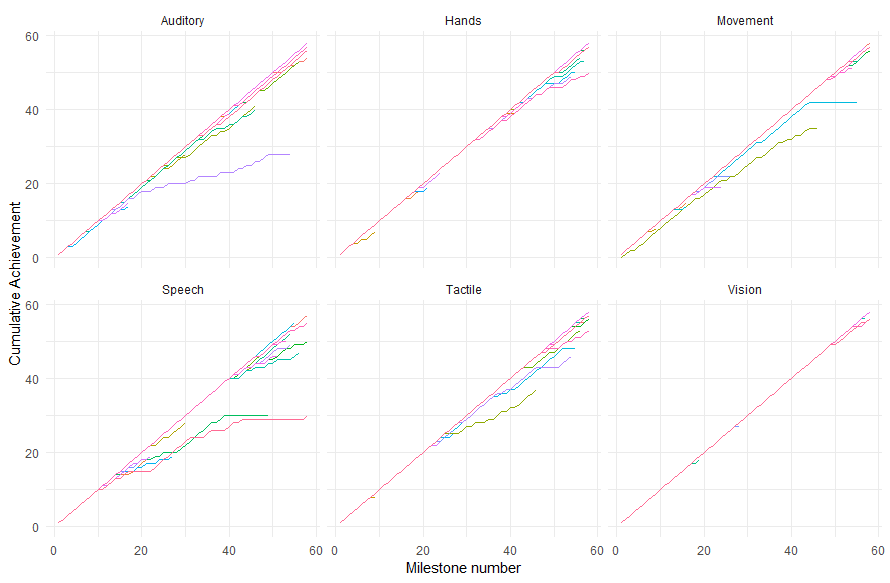 Auditory Hands Movement
60
40
20
0
Speech Tactile Vision
60
40
20
0
0 20 40 60 0 20 40 60 0 20 40 60
Milestone number
Cumulative Achievement